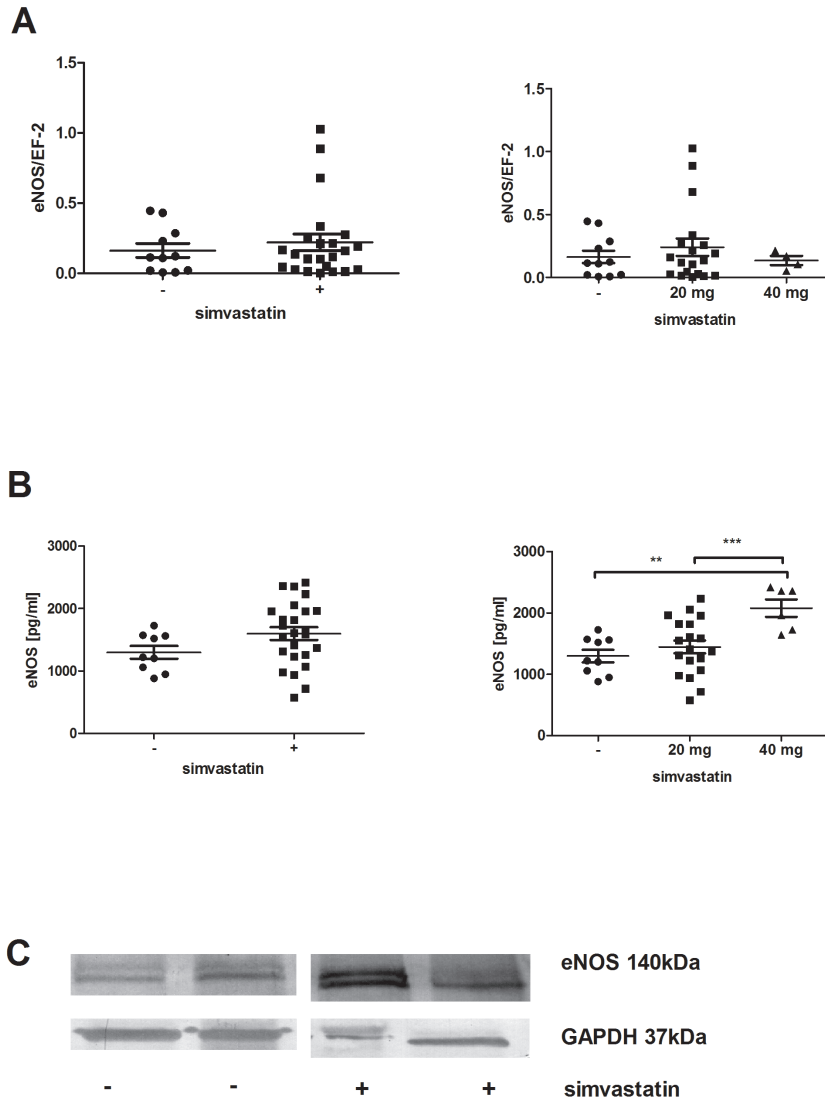 A
1.5
1.0
0.5
0.0
eNOS/EF-2
- +
simvastatin
1.5
1.0
0.5
0.0
eNOS/EF-2
- 20 mg 40 mg
simvastatin
B
3000
2000
1000
0
eNOS [pg/ml]
- +
simvastatin
3000
2000
1000
0
eNOS [pg/ml]
** ***
- 20 mg 40 mg
simvastatin
C
eNOS 140kDa
GAPDH 37kDa
- - + + simvastatin